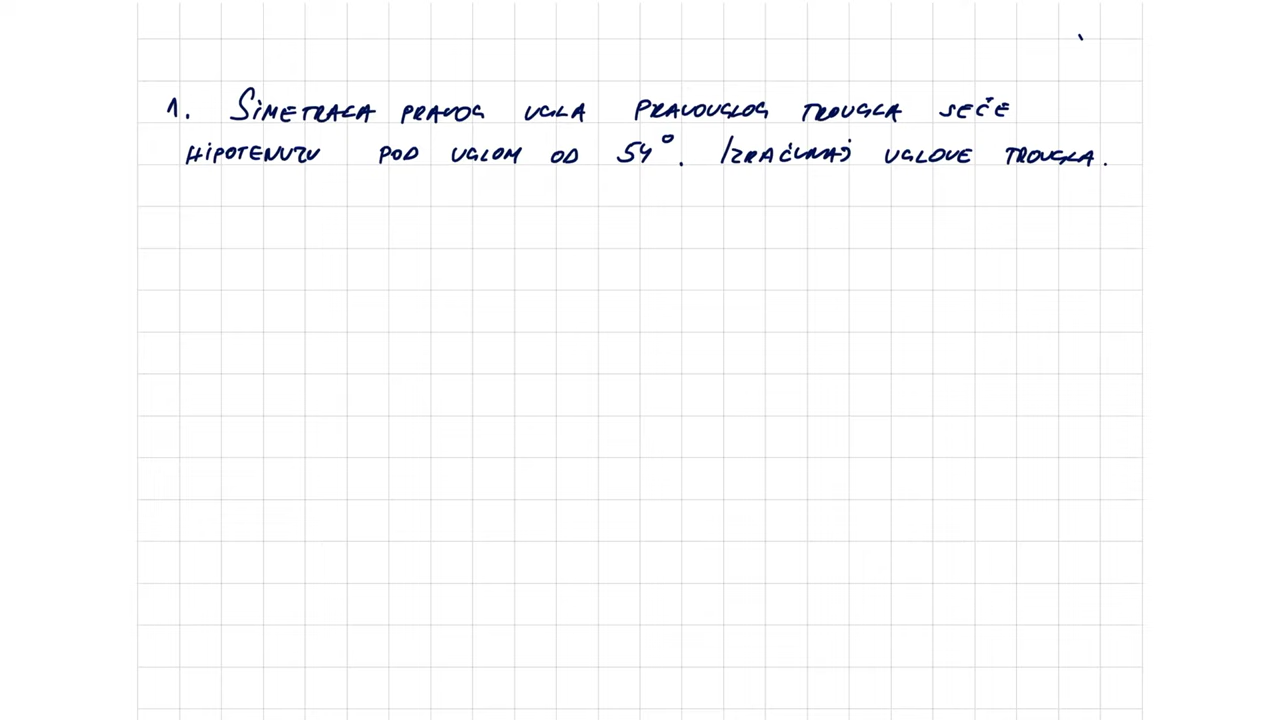 1. SIMETRALA PRAVOG UGLA PRAVOUGLOG TROUGLA SEČE
HIPOTENUZU POD UGLOM OD 54°. IZRAČUNAJ UGLOVE TROUGLA.